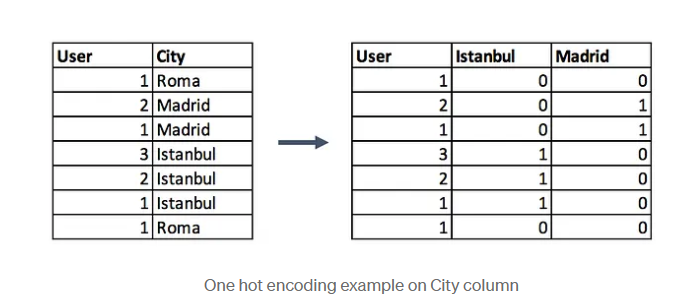 User City User Istanbul Madrid
1 Roma 1 0 0
2 Madrid 2 0 1
1 Madrid 1 0 1
3 Istanbul 3 1 0
2 Istanbul 2 1 0
1 Istanbul 1 1 0
1 Roma 1 0 0
One hot encoding example on City column